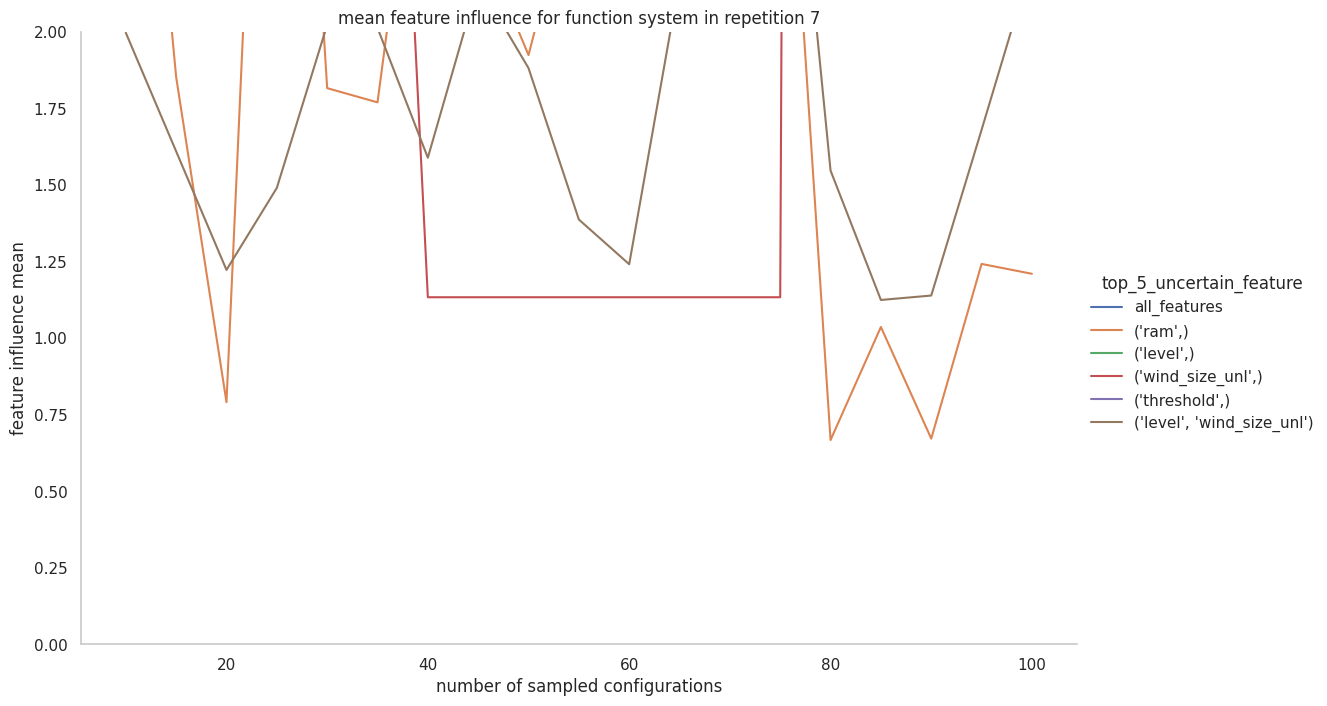 mean feature influence for function system in repetition 7
2.00
1.75
1.50
1.25
1.00
0.75
0.50
0.25
0.00
feature influence mean
20
40
60
80
100
number of sampled configurations
top_5_uncertain_feature
all_features
('ram',)
('level',)
('wind_size_unl',)
('threshold',)
('level', 'wind_size_unl')